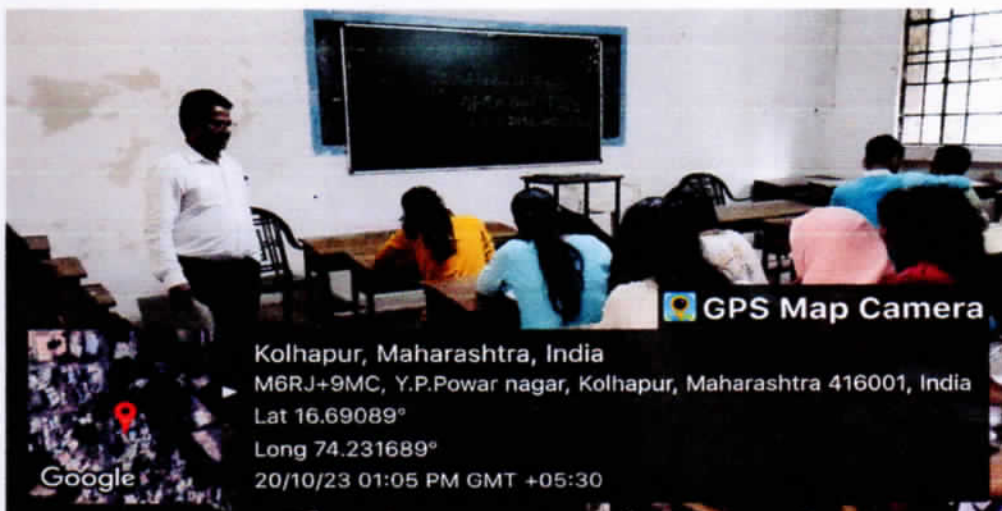 GPS Map Camera
Kolhapur, Maharashtra, India
M6RJ+9MC, Y.P.Powar nagar, Kolhapur, Maharashtra 416001, India
Lat 16.69089°
Long 74.231689°
20/10/23 01:05 PM GMT +05:30
Google